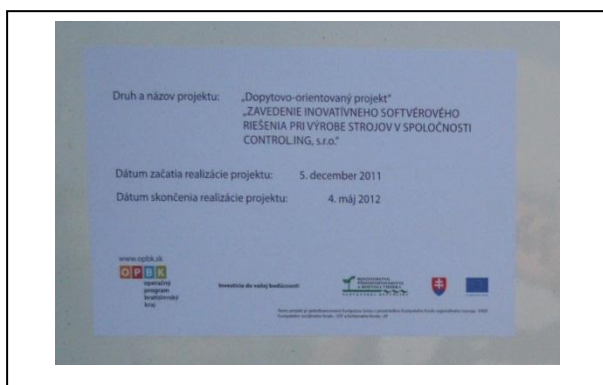 Druh a názov projektu: „Dopytovo-orientovaný projekt"
„ZAVEDENIE INOVATÍVNEHO SOFTVÉROVÉHO
RIEŠENIA PRI VÝROBE STROJOV V SPOLOČNOSTI
CONTROL.ING, s.r.o."
Dátum začatia realizácie projektu: 5. december 2011
Dátum skončenia realizácie projektu: 4. máj 2012
www.opbk.sk
OPBK
operačný
program
bratislavský
kraj
Investícia do vašej budúcnosti